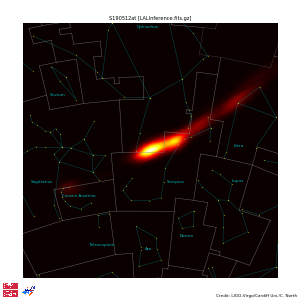 S190512at [LALInference.fits.gz]
Ophiuchus
Scutum
Libra
Sagittarius
Scorpius
Lupus
Corona Australis
Norma
Telescopium
Ara
Credit: LIGO-Virgo/Cardiff Uni./C. North